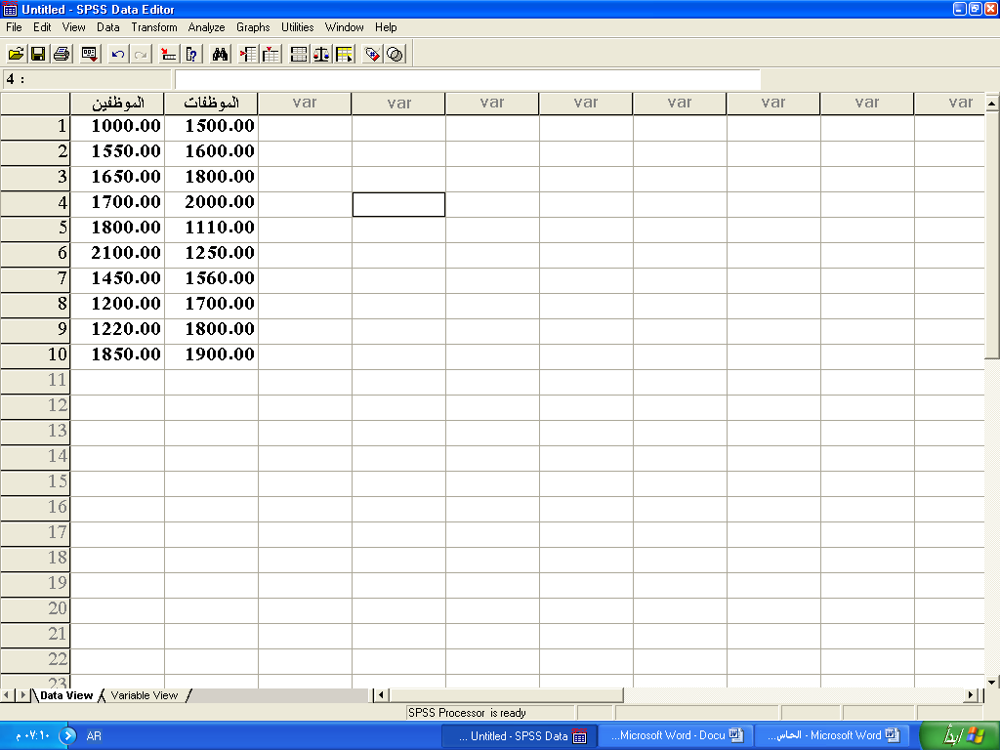 Untitled - SPSS Data Editor
File Edit View Data Transform Analyze Graphs Utilities Window Help
4 :
الموظفين الموظفات var var var var var var var var
1 1000.00 1500.00
2 1550.00 1600.00
3 1650.00 1800.00
4 1700.00 2000.00
5 1800.00 1110.00
6 2100.00 1250.00
7 1450.00 1560.00
8 1200.00 1700.00
9 1220.00 1800.00
10 1850.00 1900.00
11
12
13
14
15
16
17
18
19
20
21
22
23
Data View Variable View
SPSS Processor is ready
٠٧:١٠ م AR ... Untitled - SPSS Data ...Microsoft Word - Docu ...الحاس - Microsoft Word ابدأ